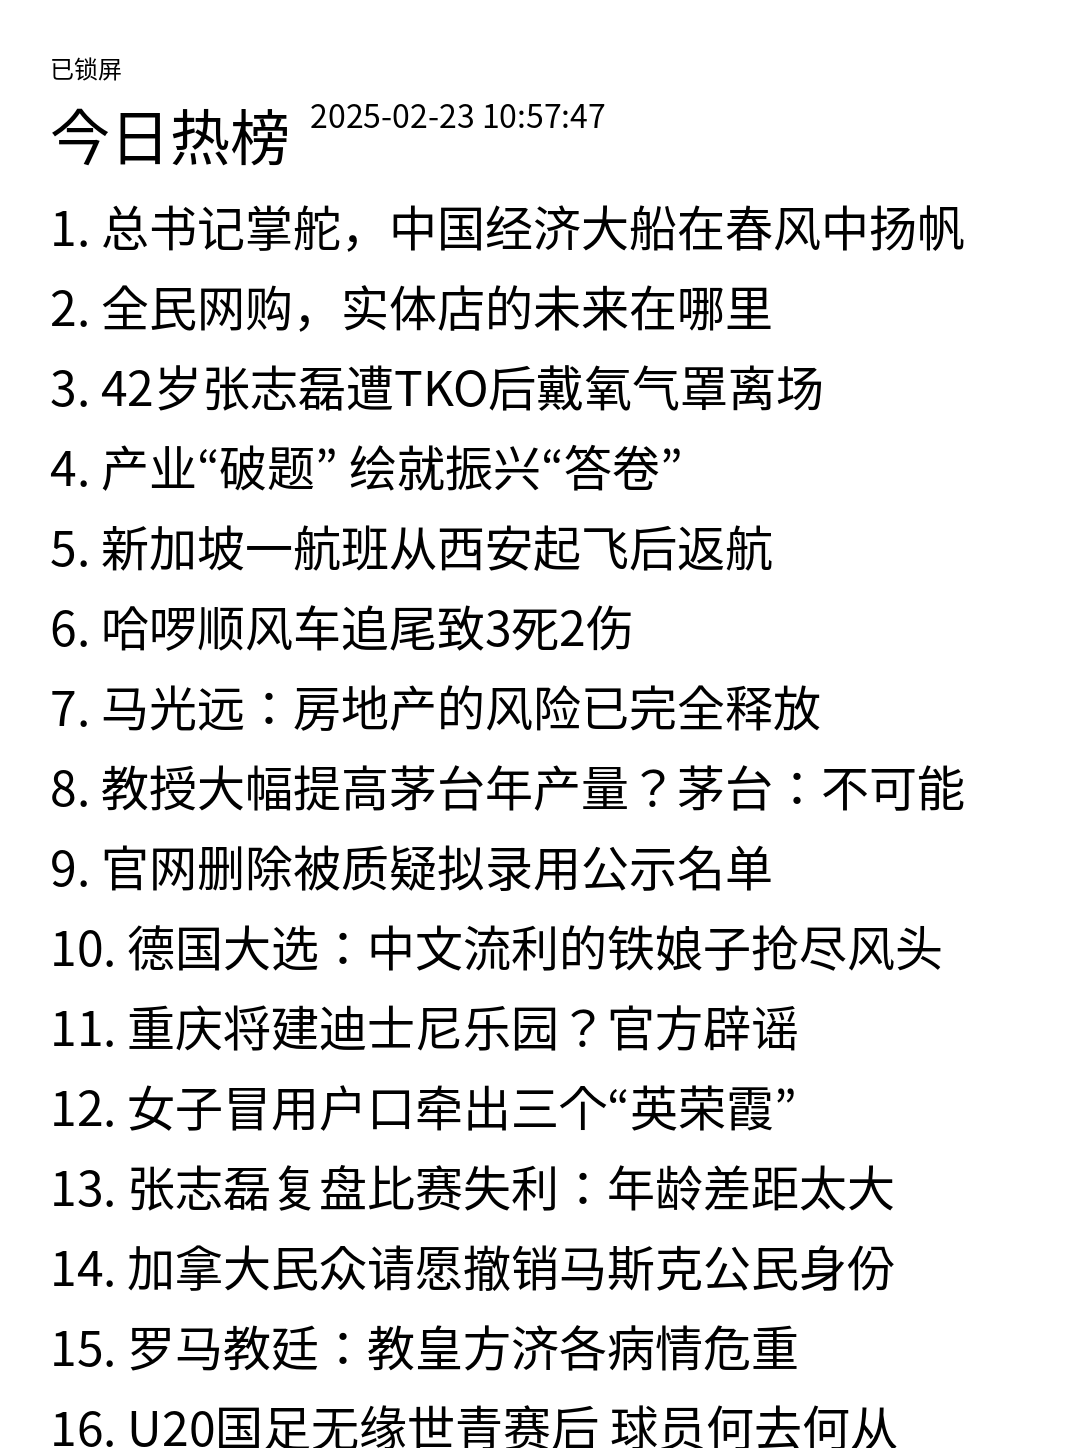 已锁屏
今日热榜 2025-02-23 10:57:47
1. 总书记掌舵，中国经济大船在春风中扬帆
2. 全民网购，实体店的未来在哪里
3. 42岁张志磊遭TKO后戴氧气罩离场
4. 产业“破题” 绘就振兴“答卷”
5. 新加坡一航班从西安起飞后返航
6. 哈啰顺风车追尾致3死2伤
7. 马光远：房地产的风险已完全释放
8. 教授大幅提高茅台年产量？茅台：不可能
9. 官网删除被质疑拟录用公示名单
10. 德国大选：中文流利的铁娘子抢尽风头
11. 重庆将建迪士尼乐园？官方辟谣
12. 女子冒用户口牵出三个“英荣霞”
13. 张志磊复盘比赛失利：年龄差距太大
14. 加拿大民众请愿撤销马斯克公民身份
15. 罗马教廷：教皇方济各病情危重
16. U20国足无缘世青赛后 球员何去何从